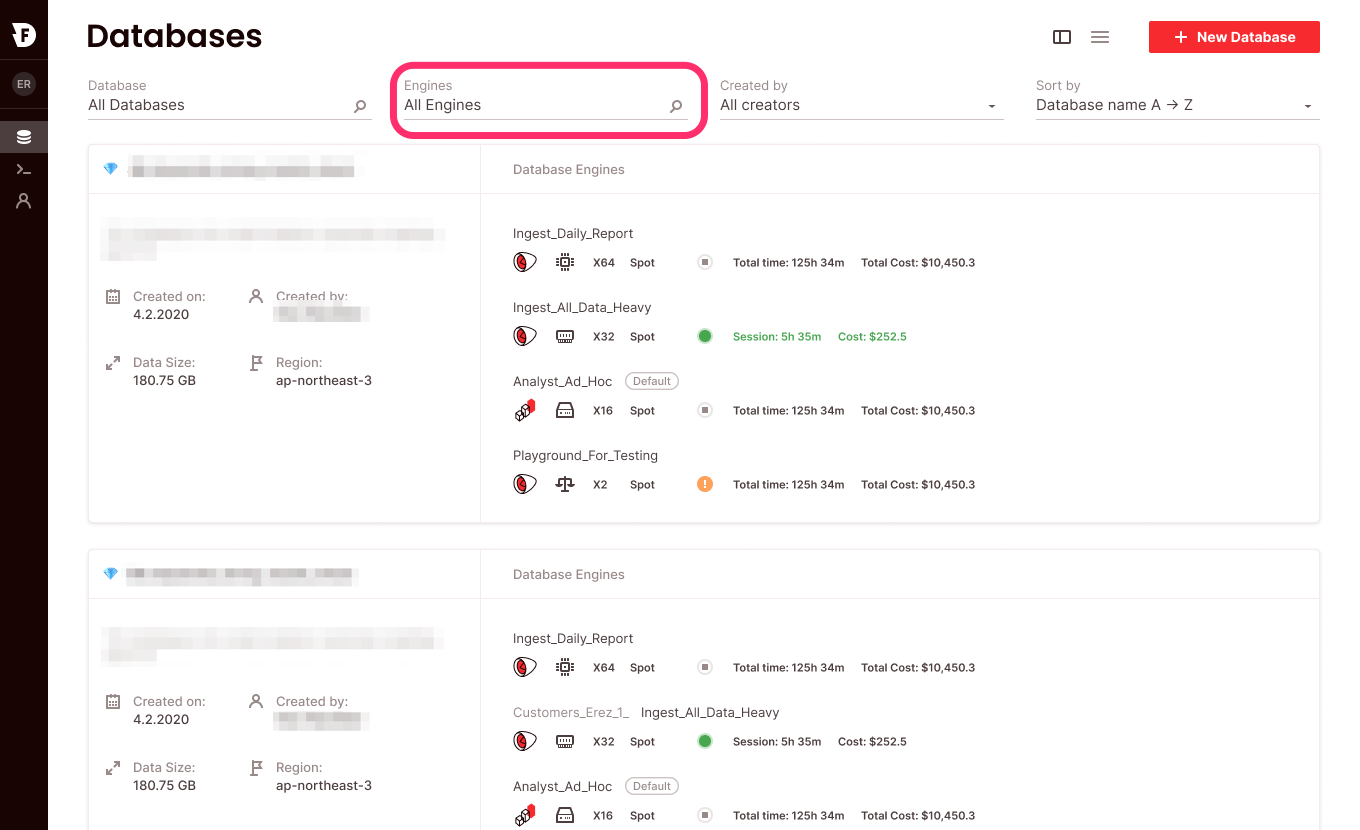 F
Databases
+ New Database
ER
Database
All Databases
Engines
All Engines
Created by
All creators
Sort by
Database name A → Z
Database Engines
Created on:
4.2.2020
Created by:
Data Size:
180.75 GB
Region:
ap-northeast-3
Ingest_Daily_Report
X64 Spot Total time: 125h 34m Total Cost: $10,450.3
Ingest_All_Data_Heavy
X32 Spot Session: 5h 35m Cost: $252.5
Analyst_Ad_Hoc Default
X16 Spot Total time: 125h 34m Total Cost: $10,450.3
Playground_For_Testing
X2 Spot ! Total time: 125h 34m Total Cost: $10,450.3
Database Engines
Created on:
4.2.2020
Created by:
Data Size:
180.75 GB
Region:
ap-northeast-3
Ingest_Daily_Report
X64 Spot Total time: 125h 34m Total Cost: $10,450.3
Customers_Erez_1_ Ingest_All_Data_Heavy
X32 Spot Session: 5h 35m Cost: $252.5
Analyst_Ad_Hoc Default
X16 Spot Total time: 125h 34m Total Cost: $10,450.3